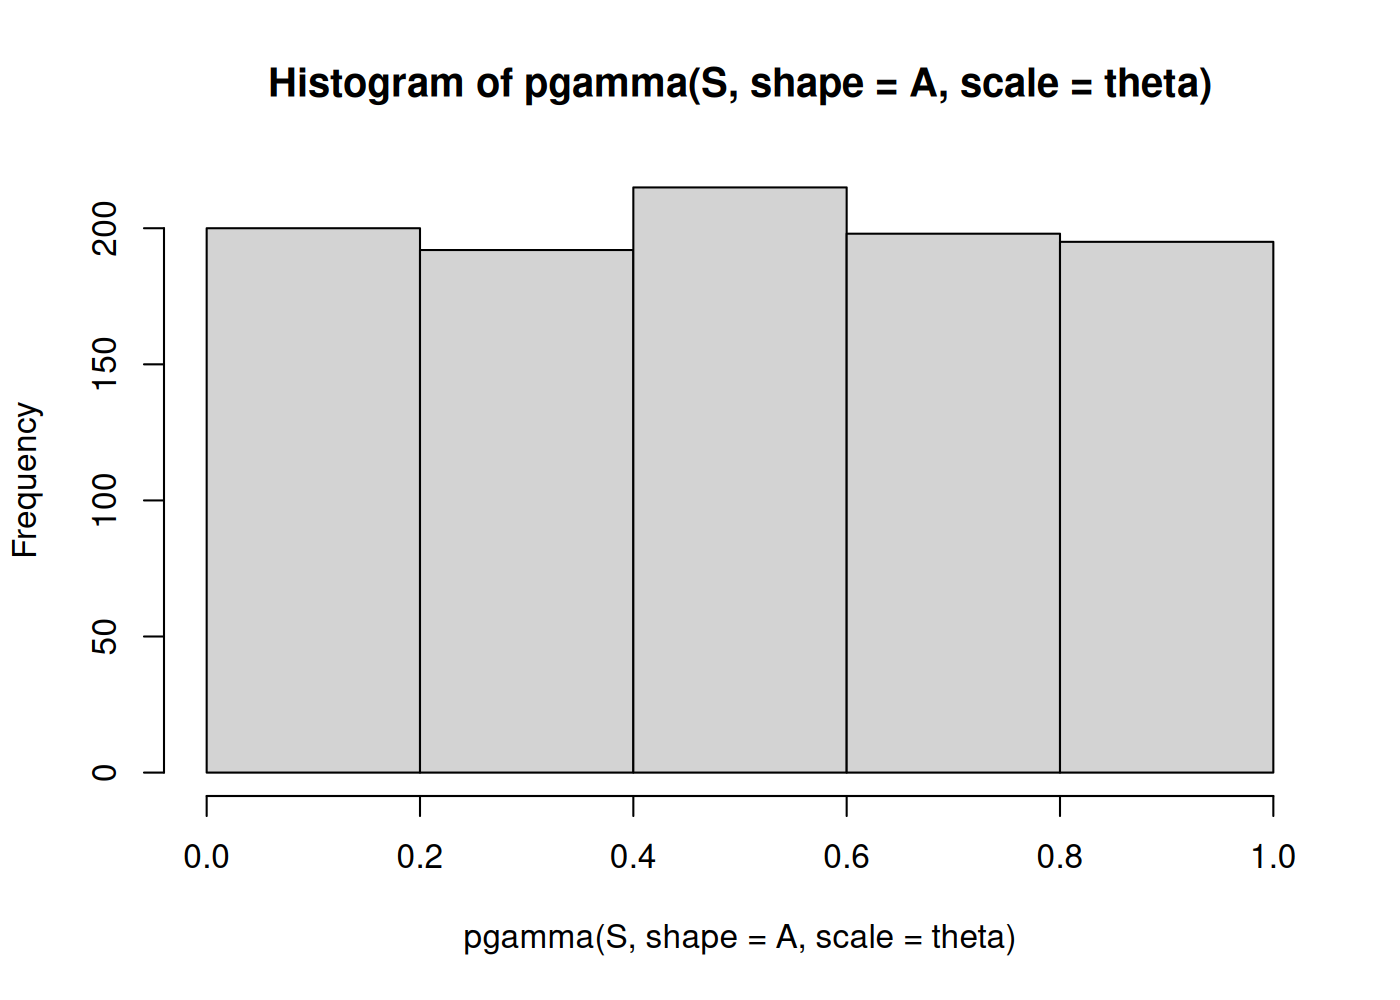 Histogram of pgamma(S, shape = A, scale = theta)
Frequency
200
150
100
50
0
0.0 0.2 0.4 0.6 0.8 1.0
pgamma(S, shape = A, scale = theta)